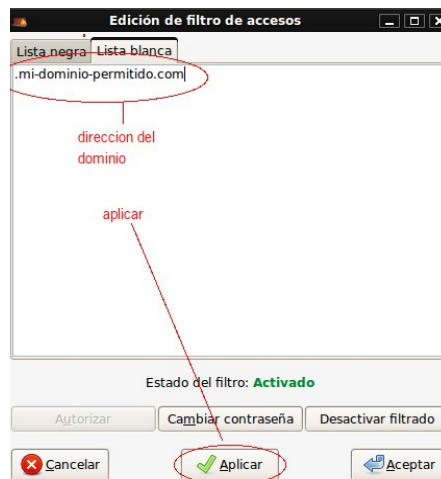 Edición de filtro de accesos
Lista negra Lista blanca
.mi-dominio-permitido.com
direccion del
dominio
aplicar
Estado del filtro: Activado
Autorizar Cambiar contraseña Desactivar filtrado
Cancelar Aplicar Aceptar